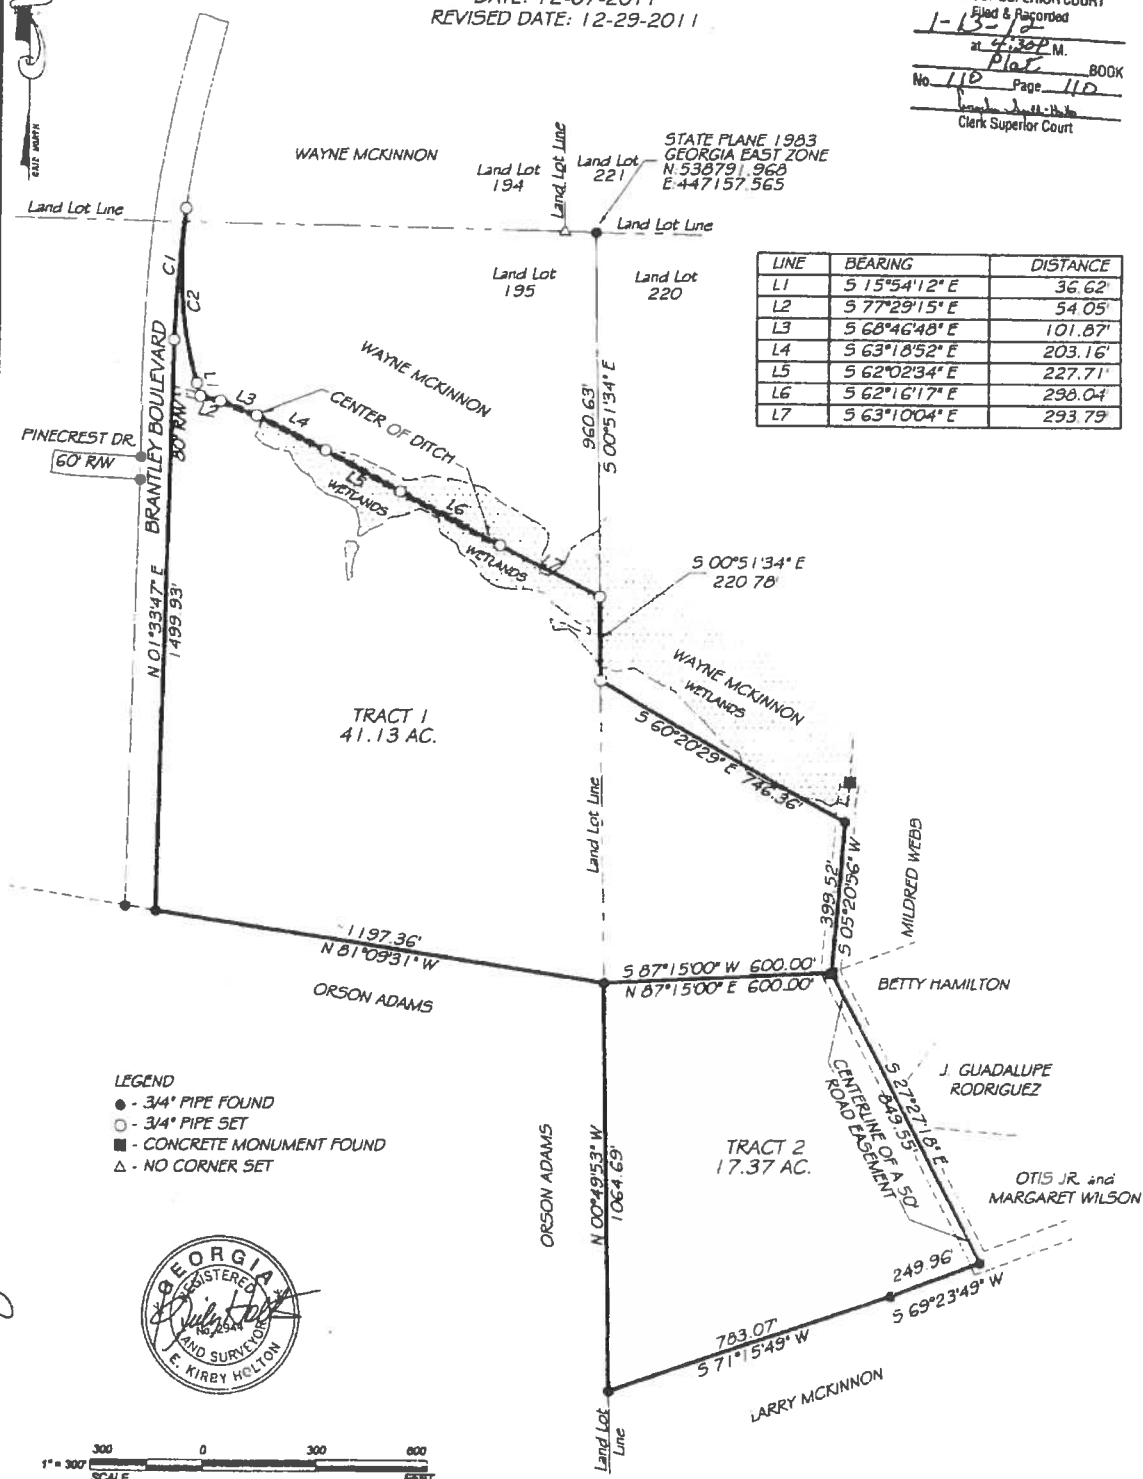 DATE: 12-07-2011
REVISED DATE: 12-29-2011
SUPERIOR COURT
Filed & Recorded
1-13-12
at 4:30 P. M.
Plat BOOK
No. 110 Page 110
Clerk Superior Court
GRID NORTH
WAYNE MCKINNON
Land Lot
194
Land Lot Line
Land Lot
221
STATE PLANE 1983
GEORGIA EAST ZONE
N:538791.968
E:447157.565
Land Lot Line
Land Lot Line
Land Lot
195
Land Lot
220
LINE BEARING DISTANCE
L1 S 15°54'12" E 36.62'
L2 S 77°29'15" E 54.05'
L3 S 68°46'48" E 101.87'
L4 S 63°18'52" E 203.16'
L5 S 62°02'34" E 227.71'
L6 S 62°16'17" E 298.04'
L7 S 63°10'04" E 293.79'
C1
C2
BRANTLEY BOULEVARD
80' R/W
PINECREST DR.
60' R/W
N 01°33'47" E
1499.93'
WAYNE MCKINNON
CENTER OF DITCH
L2
L3
L4
L5
L6
L7
WETLANDS
WETLANDS
960.63'
S 00°51'34" E
S 00°51'34" E
220.78'
WAYNE MCKINNON
WETLANDS
S 60°20'29" E 746.36'
TRACT 1
41.13 AC.
Land Lot Line
399.52'
S 05°20'56" W
MILDRED WEBB
1197.36'
N 81°09'31" W
ORSON ADAMS
S 87°15'00" W 600.00'
N 87°15'00" E 600.00'
BETTY HAMILTON
S 27°27'18" E
849.55'
CENTERLINE OF A 50'
ROAD EASEMENT
J. GUADALUPE
RODRIGUEZ
LEGEND
- 3/4" PIPE FOUND
- 3/4" PIPE SET
- CONCRETE MONUMENT FOUND
- NO CORNER SET
ORSON ADAMS
N 00°49'53" W
1064.69'
TRACT 2
17.37 AC.
OTIS JR. and
MARGARET WILSON
249.96'
S 69°23'49" W
783.07'
S 71°15'49" W
LARRY MCKINNON
Land Lot
Line
GEORGIA
REGISTERED
No. 2944
LAND SURVEYOR
E. KIRBY HOLTON
300 0 300 600
1" = 300'
SCALE FEET